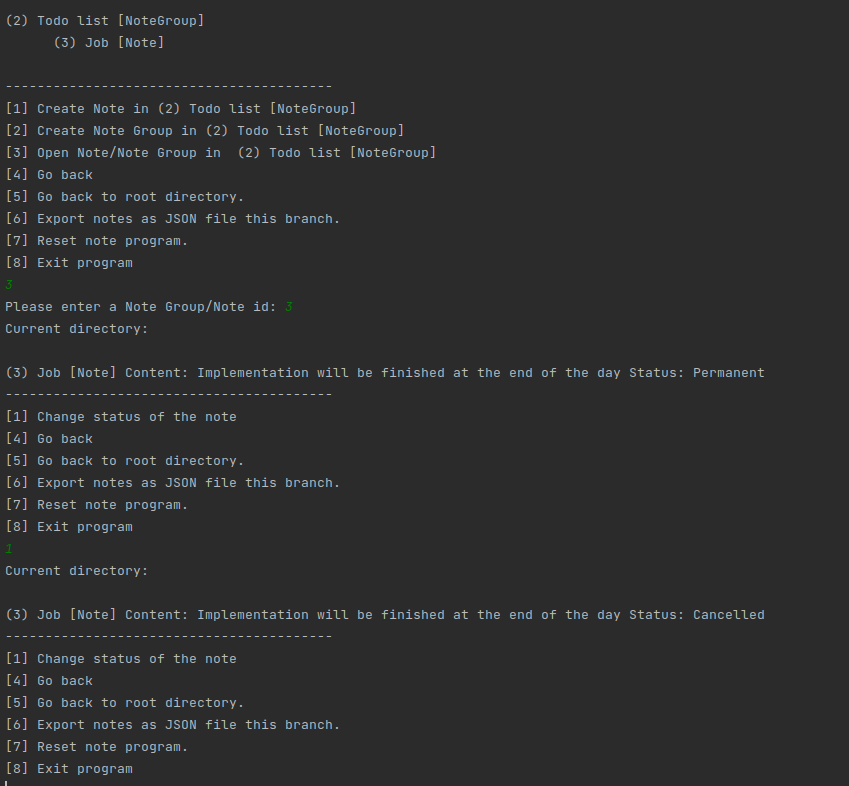 (2) Todo list [NoteGroup]
(3) Job [Note]
-----------------------------------------
[1] Create Note in (2) Todo list [NoteGroup]
[2] Create Note Group in (2) Todo list [NoteGroup]
[3] Open Note/Note Group in  (2) Todo list [NoteGroup]
[4] Go back
[5] Go back to root directory.
[6] Export notes as JSON file this branch.
[7] Reset note program.
[8] Exit program
3
Please enter a Note Group/Note id: 3
Current directory:
(3) Job [Note] Content: Implementation will be finished at the end of the day Status: Permanent
-----------------------------------------
[1] Change status of the note
[4] Go back
[5] Go back to root directory.
[6] Export notes as JSON file this branch.
[7] Reset note program.
[8] Exit program
1
Current directory:
(3) Job [Note] Content: Implementation will be finished at the end of the day Status: Cancelled
-----------------------------------------
[1] Change status of the note
[4] Go back
[5] Go back to root directory.
[6] Export notes as JSON file this branch.
[7] Reset note program.
[8] Exit program